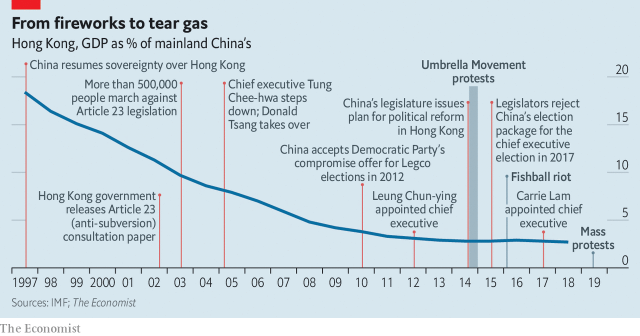 From fireworks to tear gas
Hong Kong, GDP as % of mainland China's
China resumes sovereignty over Hong Kong
More than 500,000
people march against
Article 23 legislation
Chief executive Tung
Chee-hwa steps
down; Donald
Tsang takes over
Umbrella Movement
protests
China's legislature issues
plan for political reform
in Hong Kong
Legislators reject
China's election
package for the
chief executive
election in 2017
China accepts Democratic Party's
compromise offer for Legco
elections in 2012
Fishball riot
Hong Kong government
releases Article 23
(anti-subversion)
consultation paper
Leung Chun-ying
appointed chief
executive
Carrie Lam
appointed chief
executive
Mass
protests
20
15
10
5
0
1997 98 99 2000 01 02 03 04 05 06 07 08 09 10 11 12 13 14 15 16 17 18 19
Sources: IMF; The Economist
The Economist